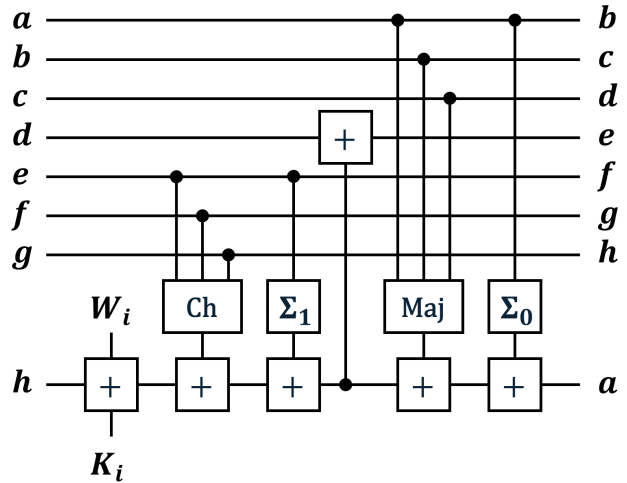 a b
b c
c d
d + e
e f
f g
g h
W_i Ch Σ_1 Maj Σ_0
h + + + + + a
K_i